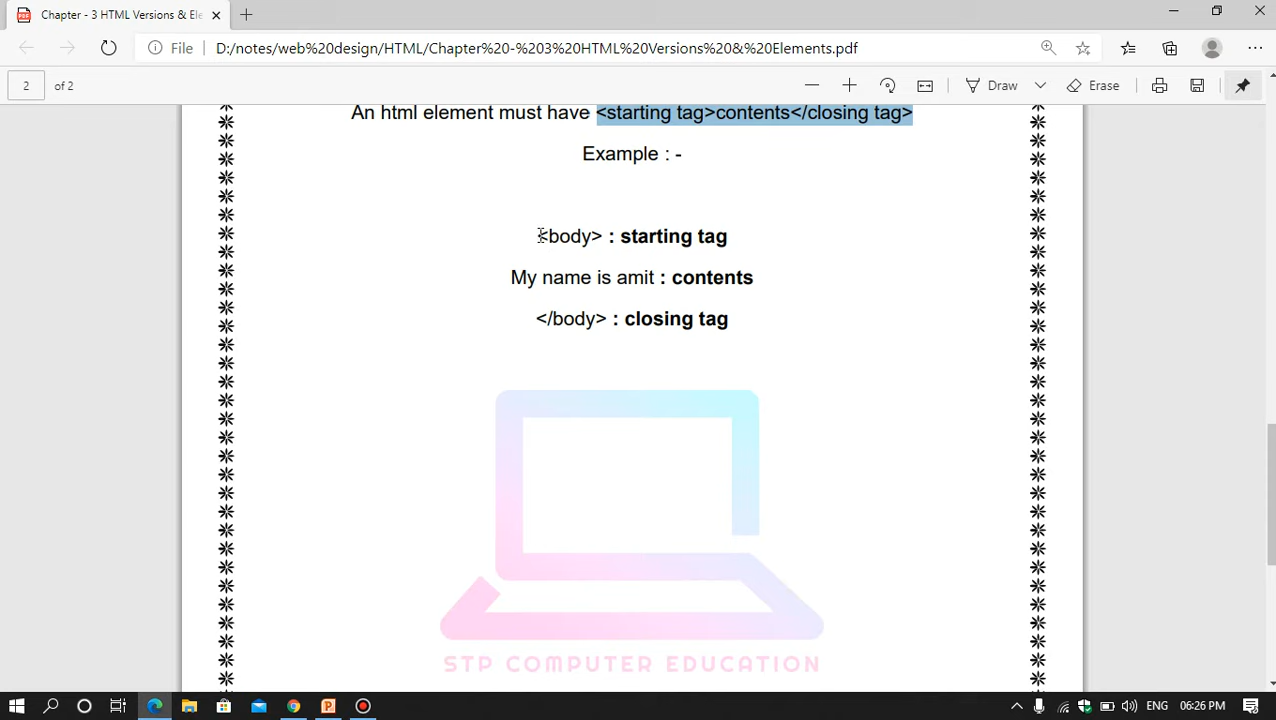 Chapter - 3 HTML Versions & Ele
File
D:/notes/web%20design/HTML/Chapter%20-%203%20HTML%20Versions%20&%20Elements.pdf
2 of 2
Draw
Erase
An html element must have <starting tag>contents</closing tag>
Example : -
<body> : starting tag
My name is amit : contents
</body> : closing tag
STP COMPUTER EDUCATION
ENG
06:26 PM